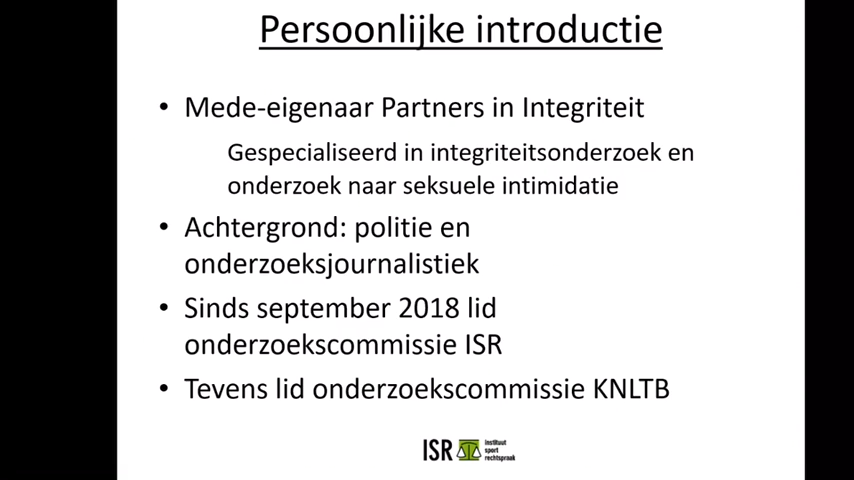 Persoonlijke introductie
• Mede-eigenaar Partners in Integriteit
Gespecialiseerd in integriteitsonderzoek en
onderzoek naar seksuele intimidatie
• Achtergrond: politie en
onderzoeksjournalistiek
• Sinds september 2018 lid
onderzoekscommissie ISR
• Tevens lid onderzoekscommissie KNLTB
ISR
instituut
sport
rechtspraak